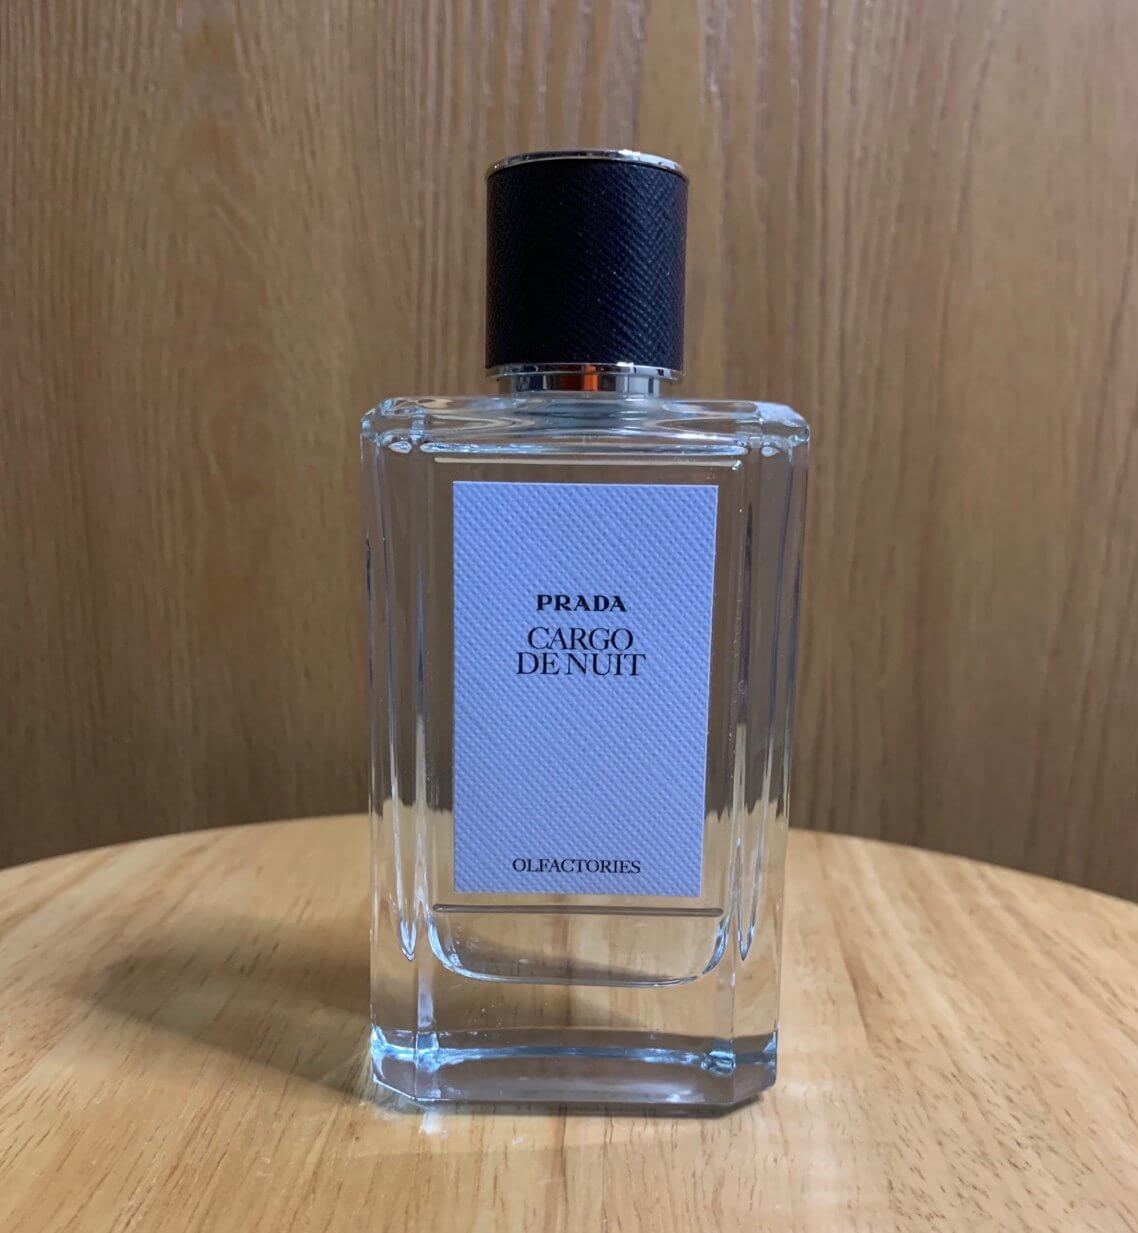 PRADA
CARGO
DE NUIT
OLFACTORIES